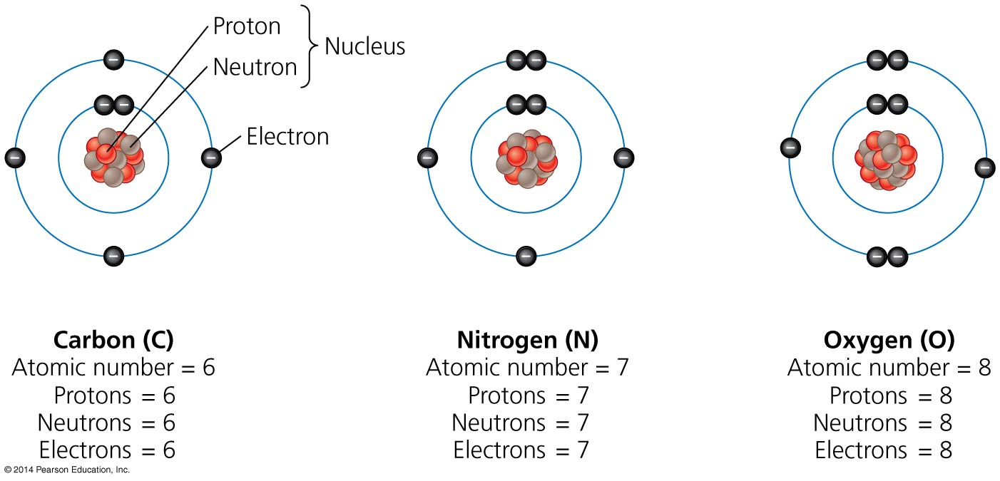 Proton
Neutron
Nucleus
Electron
− − − − − −
− − − − − − −
− − − − − − − −
Carbon (C)
Atomic number = 6
Protons = 6
Neutrons = 6
Electrons = 6
Nitrogen (N)
Atomic number = 7
Protons = 7
Neutrons = 7
Electrons = 7
Oxygen (O)
Atomic number = 8
Protons = 8
Neutrons = 8
Electrons = 8
© 2014 Pearson Education, Inc.